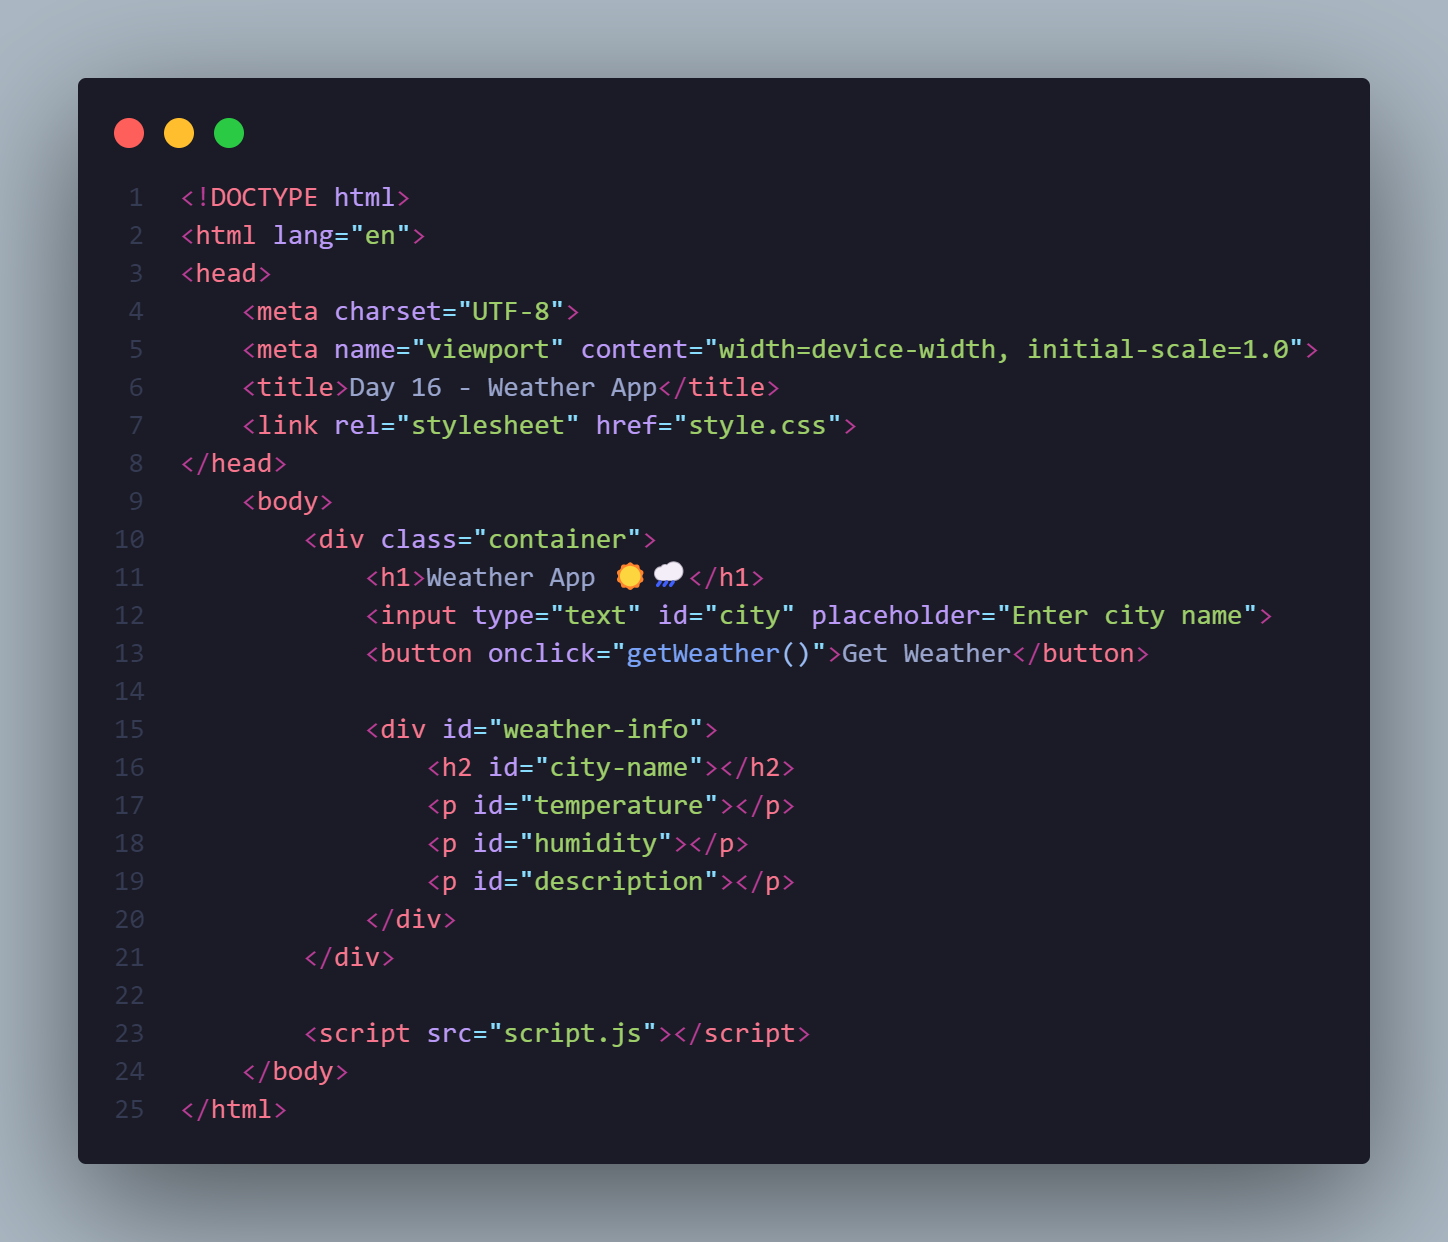 1 <!DOCTYPE html>
2 <html lang="en">
3 <head>
4     <meta charset="UTF-8">
5     <meta name="viewport" content="width=device-width, initial-scale=1.0">
6     <title>Day 16 - Weather App</title>
7     <link rel="stylesheet" href="style.css">
8 </head>
9     <body>
10         <div class="container">
11             <h1>Weather App ☀️🌧️</h1>
12             <input type="text" id="city" placeholder="Enter city name">
13             <button onclick="getWeather()">Get Weather</button>
14
15             <div id="weather-info">
16                 <h2 id="city-name"></h2>
17                 <p id="temperature"></p>
18                 <p id="humidity"></p>
19                 <p id="description"></p>
20             </div>
21         </div>
22
23         <script src="script.js"></script>
24     </body>
25 </html>